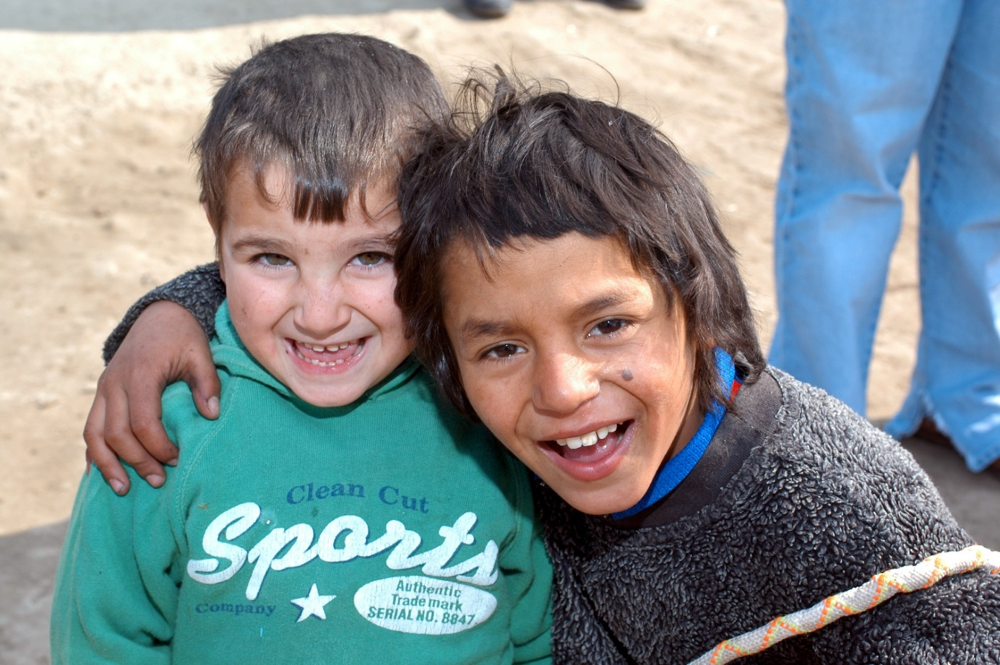 Clean Cut
Sports
Company
Authentic
Trade mark
SERIAL NO. 8847